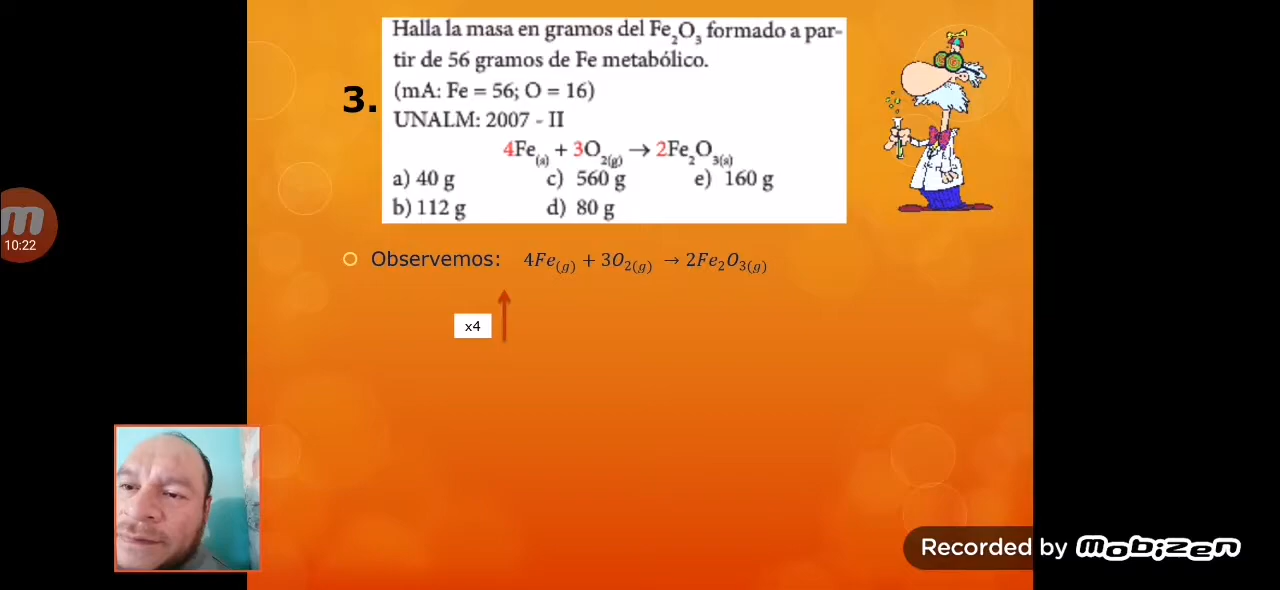 Halla la masa en gramos del Fe₂O₃ formado a par-
tir de 56 gramos de Fe metabólico.
3. (mA: Fe = 56; O = 16)
UNALM: 2007 - II
4Fe(s) + 3O2(g) → 2Fe₂O3(s)
a) 40 g c) 560 g e) 160 g
b) 112 g d) 80 g
m
10:22
Observemos: 4Fe(g) + 3O2(g) → 2Fe₂O3(g)
x4
Recorded by mobizen